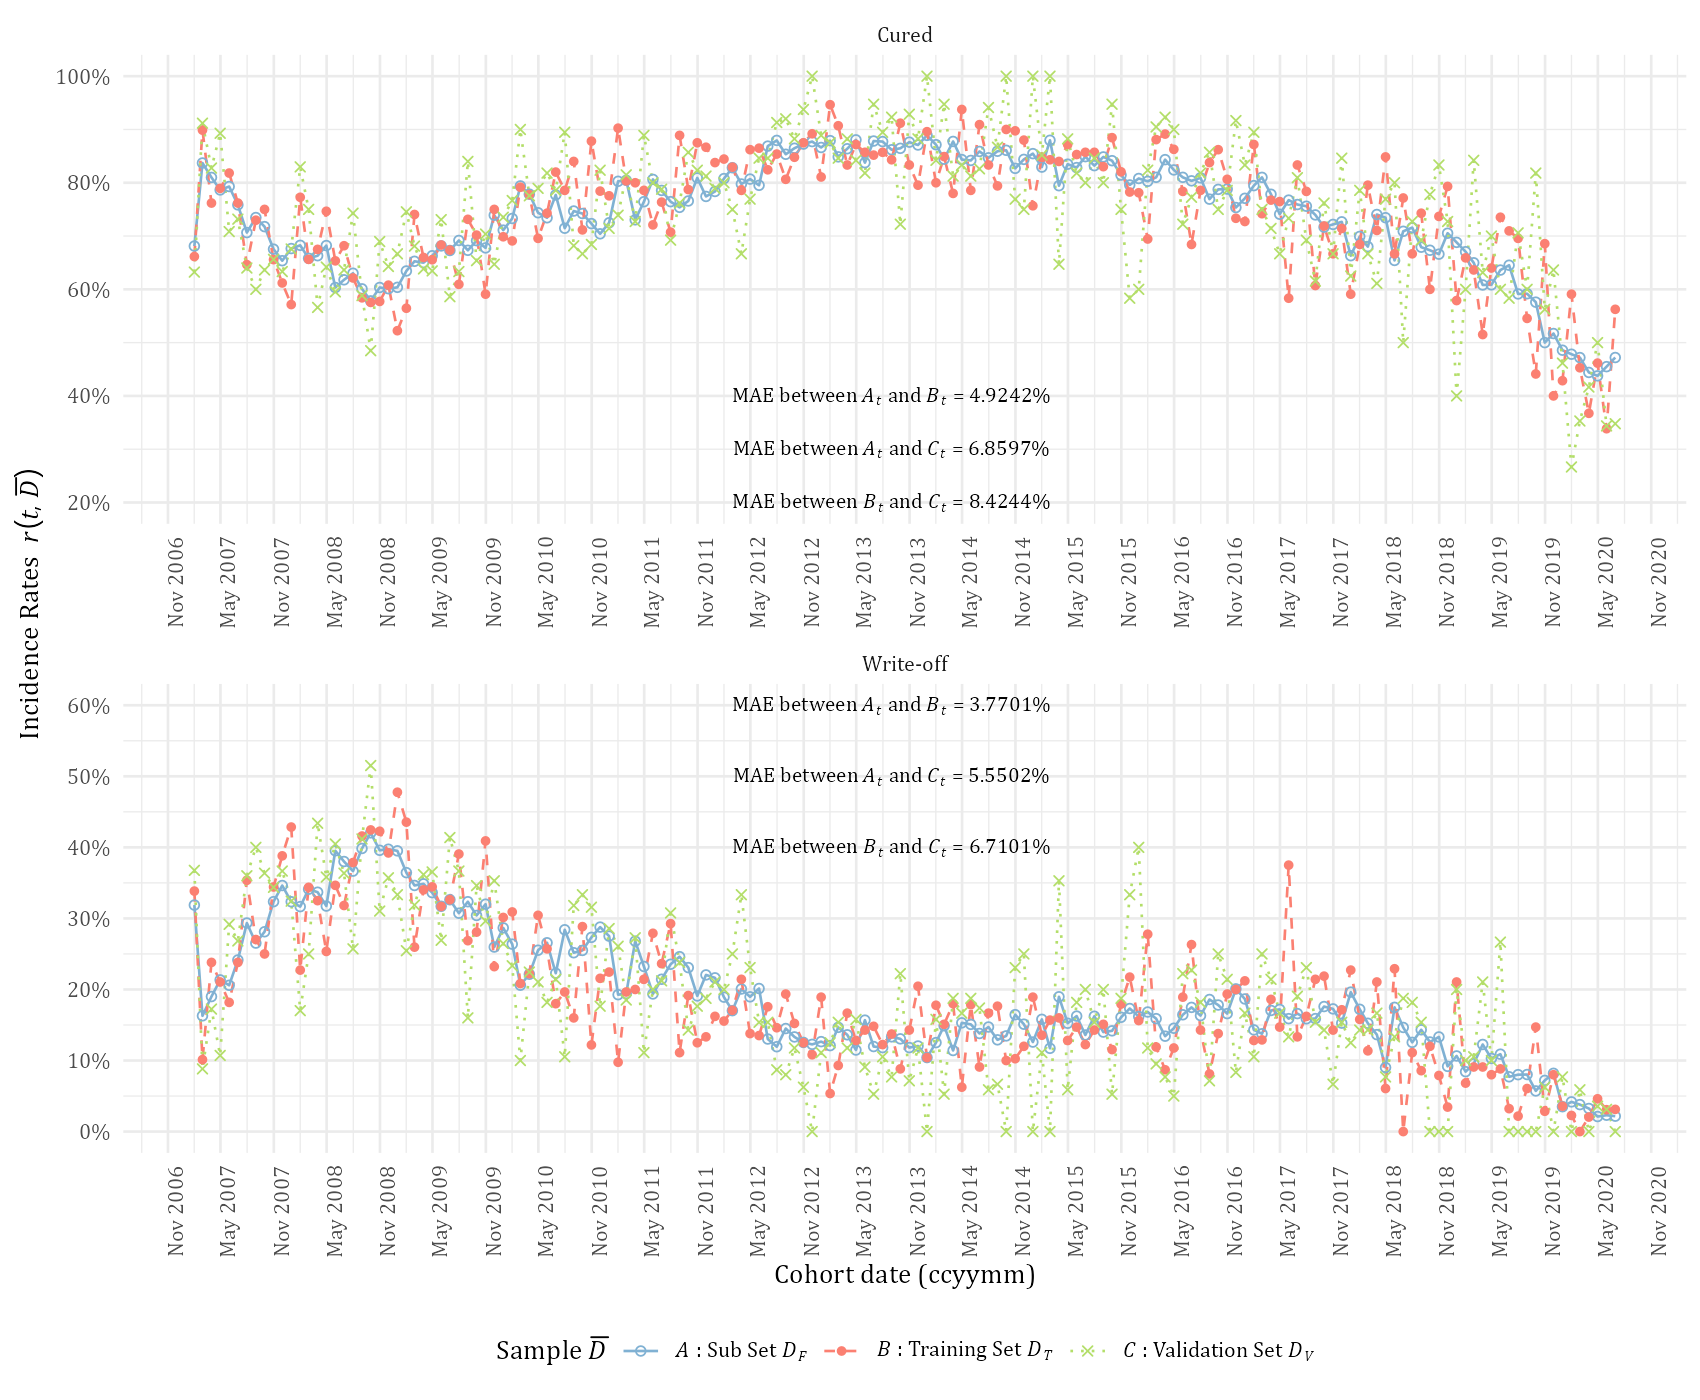 Cured
100%
80%
60%
40%
20%
MAE between A_t and B_t = 4.9242%
MAE between A_t and C_t = 6.8597%
MAE between B_t and C_t = 8.4244%
Nov 2006
May 2007
Nov 2007
May 2008
Nov 2008
May 2009
Nov 2009
May 2010
Nov 2010
May 2011
Nov 2011
May 2012
Nov 2012
May 2013
Nov 2013
May 2014
Nov 2014
May 2015
Nov 2015
May 2016
Nov 2016
May 2017
Nov 2017
May 2018
Nov 2018
May 2019
Nov 2019
May 2020
Nov 2020
Incidence Rates r(t, D̅)
Write-off
60%
50%
40%
30%
20%
10%
0%
MAE between A_t and B_t = 3.7701%
MAE between A_t and C_t = 5.5502%
MAE between B_t and C_t = 6.7101%
Nov 2006
May 2007
Nov 2007
May 2008
Nov 2008
May 2009
Nov 2009
May 2010
Nov 2010
May 2011
Nov 2011
May 2012
Nov 2012
May 2013
Nov 2013
May 2014
Nov 2014
May 2015
Nov 2015
May 2016
Nov 2016
May 2017
Nov 2017
May 2018
Nov 2018
May 2019
Nov 2019
May 2020
Nov 2020
Cohort date (ccyymm)
Sample D̅ A : Sub Set D_F B : Training Set D_T C : Validation Set D_V